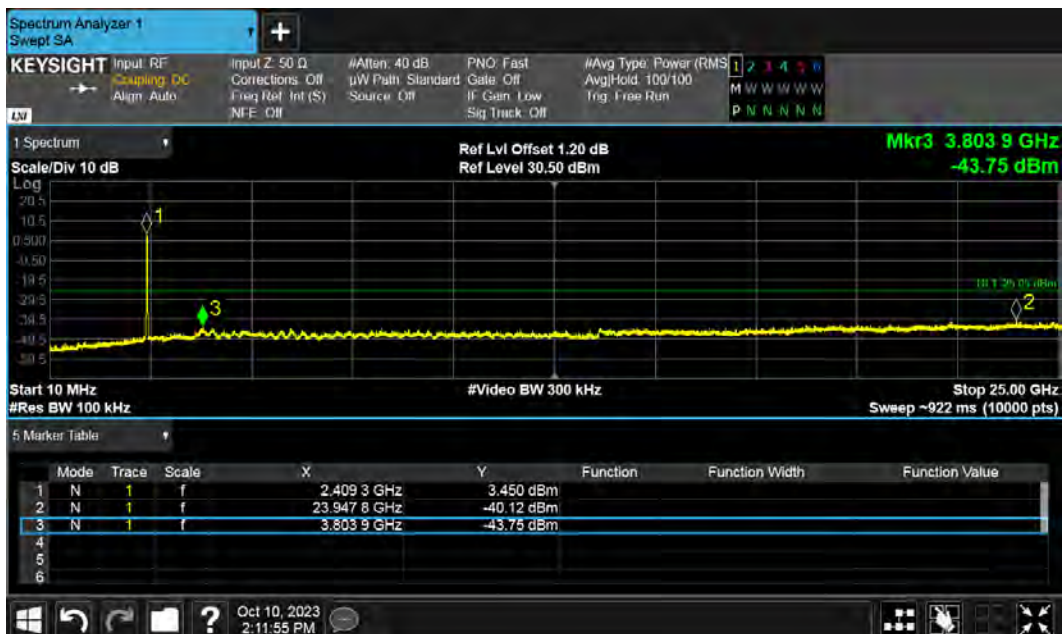 Spectrum Analyzer 1
Swept SA
+
KEYSIGHT
Input: RF
Coupling: DC
Align: Auto
Input Z: 50 Ω
Corrections: Off
Freq Ref: Int (S)
NFE: Off
#Atten: 40 dB
µW Path: Standard
Source: Off
PNO: Fast
Gate: Off
IF Gain: Low
Sig Track: Off
#Avg Type: Power (RMS
Avg|Hold: 100/100
Trig: Free Run
1 2 3 4 5 6
M W W W W W
P N N N N N
LXI
1 Spectrum
Scale/Div 10 dB
Ref Lvl Offset 1.20 dB
Ref Level 30.50 dBm
Mkr3 3.803 9 GHz
-43.75 dBm
Log
20.5
10.5
0.500
-9.50
-19.5
-29.5
-39.5
-49.5
-59.5
1
3
2
Start 10 MHz
#Res BW 100 kHz
#Video BW 300 kHz
Stop 25.00 GHz
Sweep ~922 ms (10000 pts)
5 Marker Table
Mode Trace Scale X Y Function Function Width Function Value
1 N 1 f 2.409 3 GHz 3.450 dBm
2 N 1 f 23.947 8 GHz -40.12 dBm
3 N 1 f 3.803 9 GHz -43.75 dBm
4
5
6
?
Oct 10, 2023
2:11:55 PM